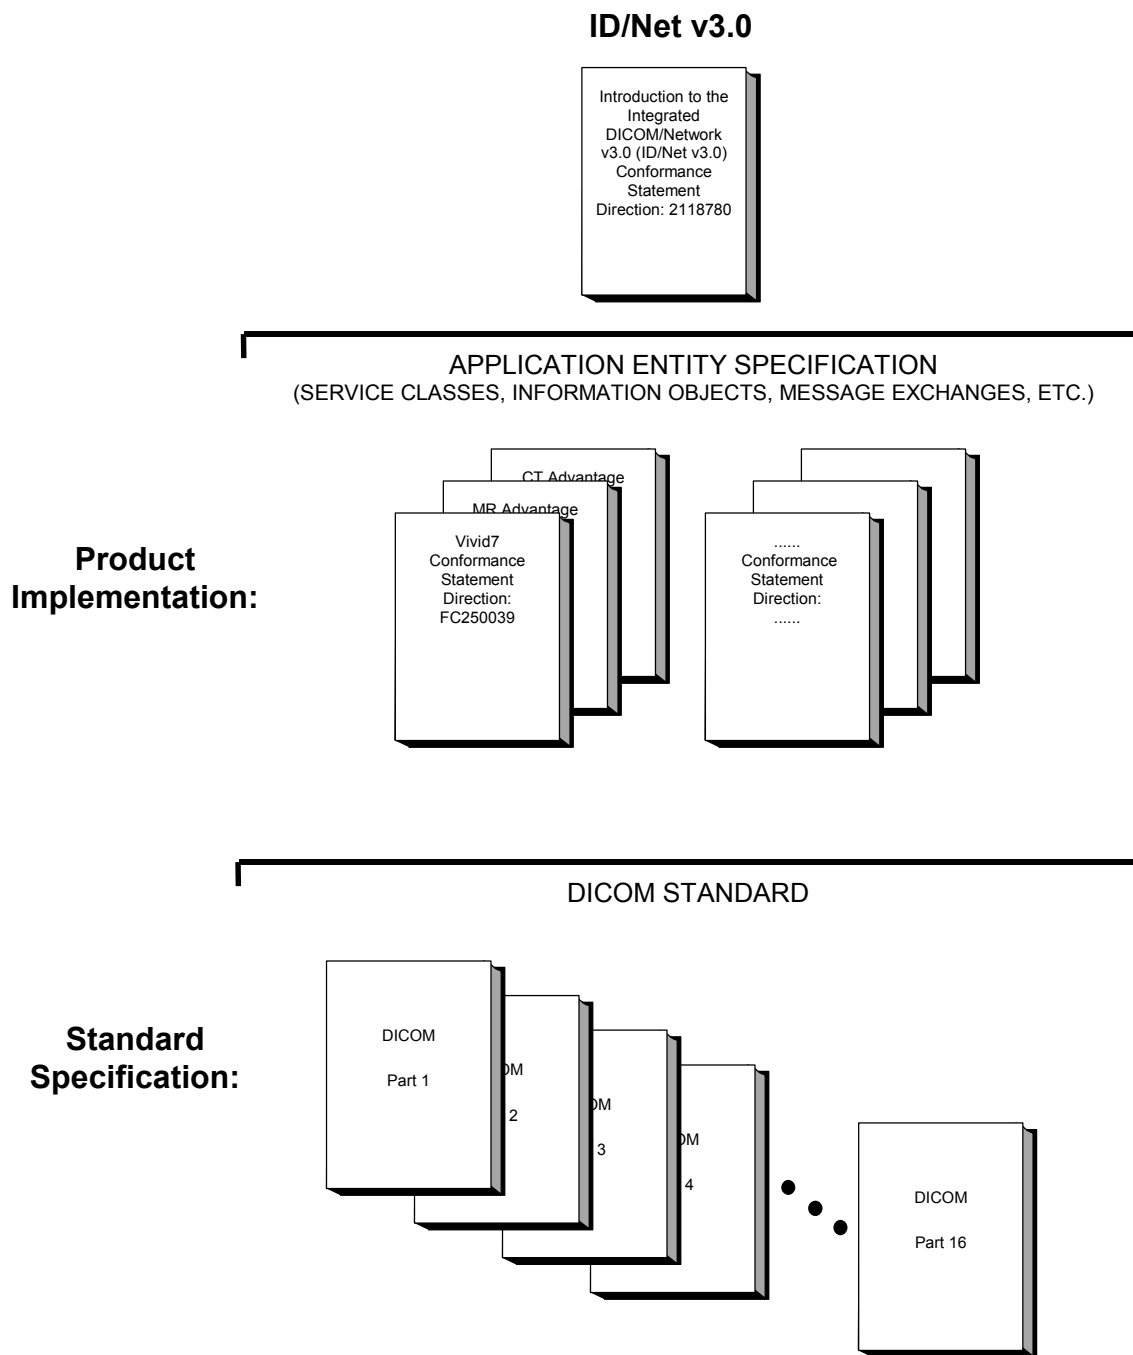 ID/Net v3.0
Introduction to the
Integrated
DICOM/Network
v3.0 (ID/Net v3.0)
Conformance
Statement
Direction: 2118780
APPLICATION ENTITY SPECIFICATION
(SERVICE CLASSES, INFORMATION OBJECTS, MESSAGE EXCHANGES, ETC.)
Product
Implementation:
CT Advantage
MR Advantage
Vivid7
Conformance
Statement
Direction:
FC250039
......
Conformance
Statement
Direction:
......
DICOM STANDARD
Standard
Specification:
DICOM
Part 1
OM
2
OM
3
OM
4
DICOM
Part 16